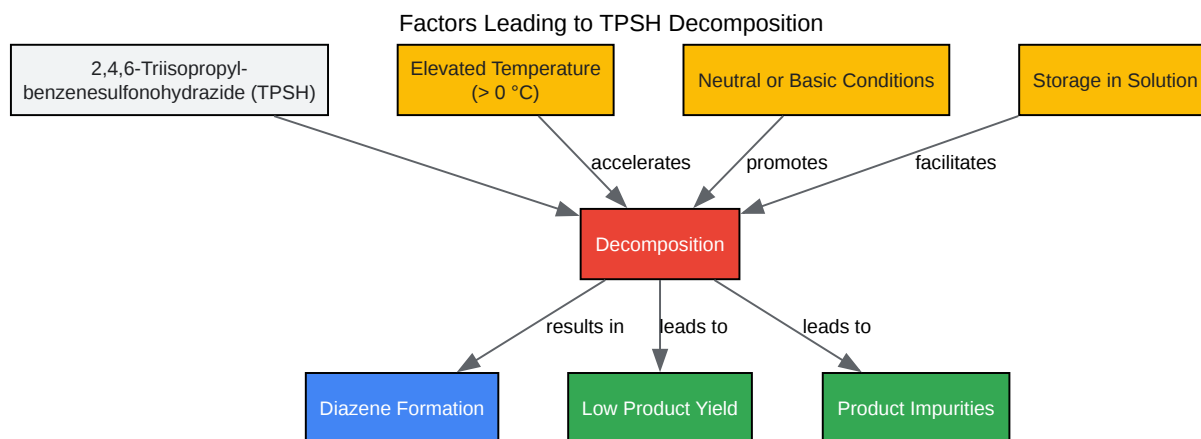 Factors Leading to TPSH Decomposition
2,4,6-Triisopropyl-
benzenesulfonohydrazide (TPSH)
Elevated Temperature
(> 0 °C)
Neutral or Basic Conditions
Storage in Solution
accelerates
promotes
facilitates
Decomposition
results in
leads to
leads to
Diazene Formation
Low Product Yield
Product Impurities